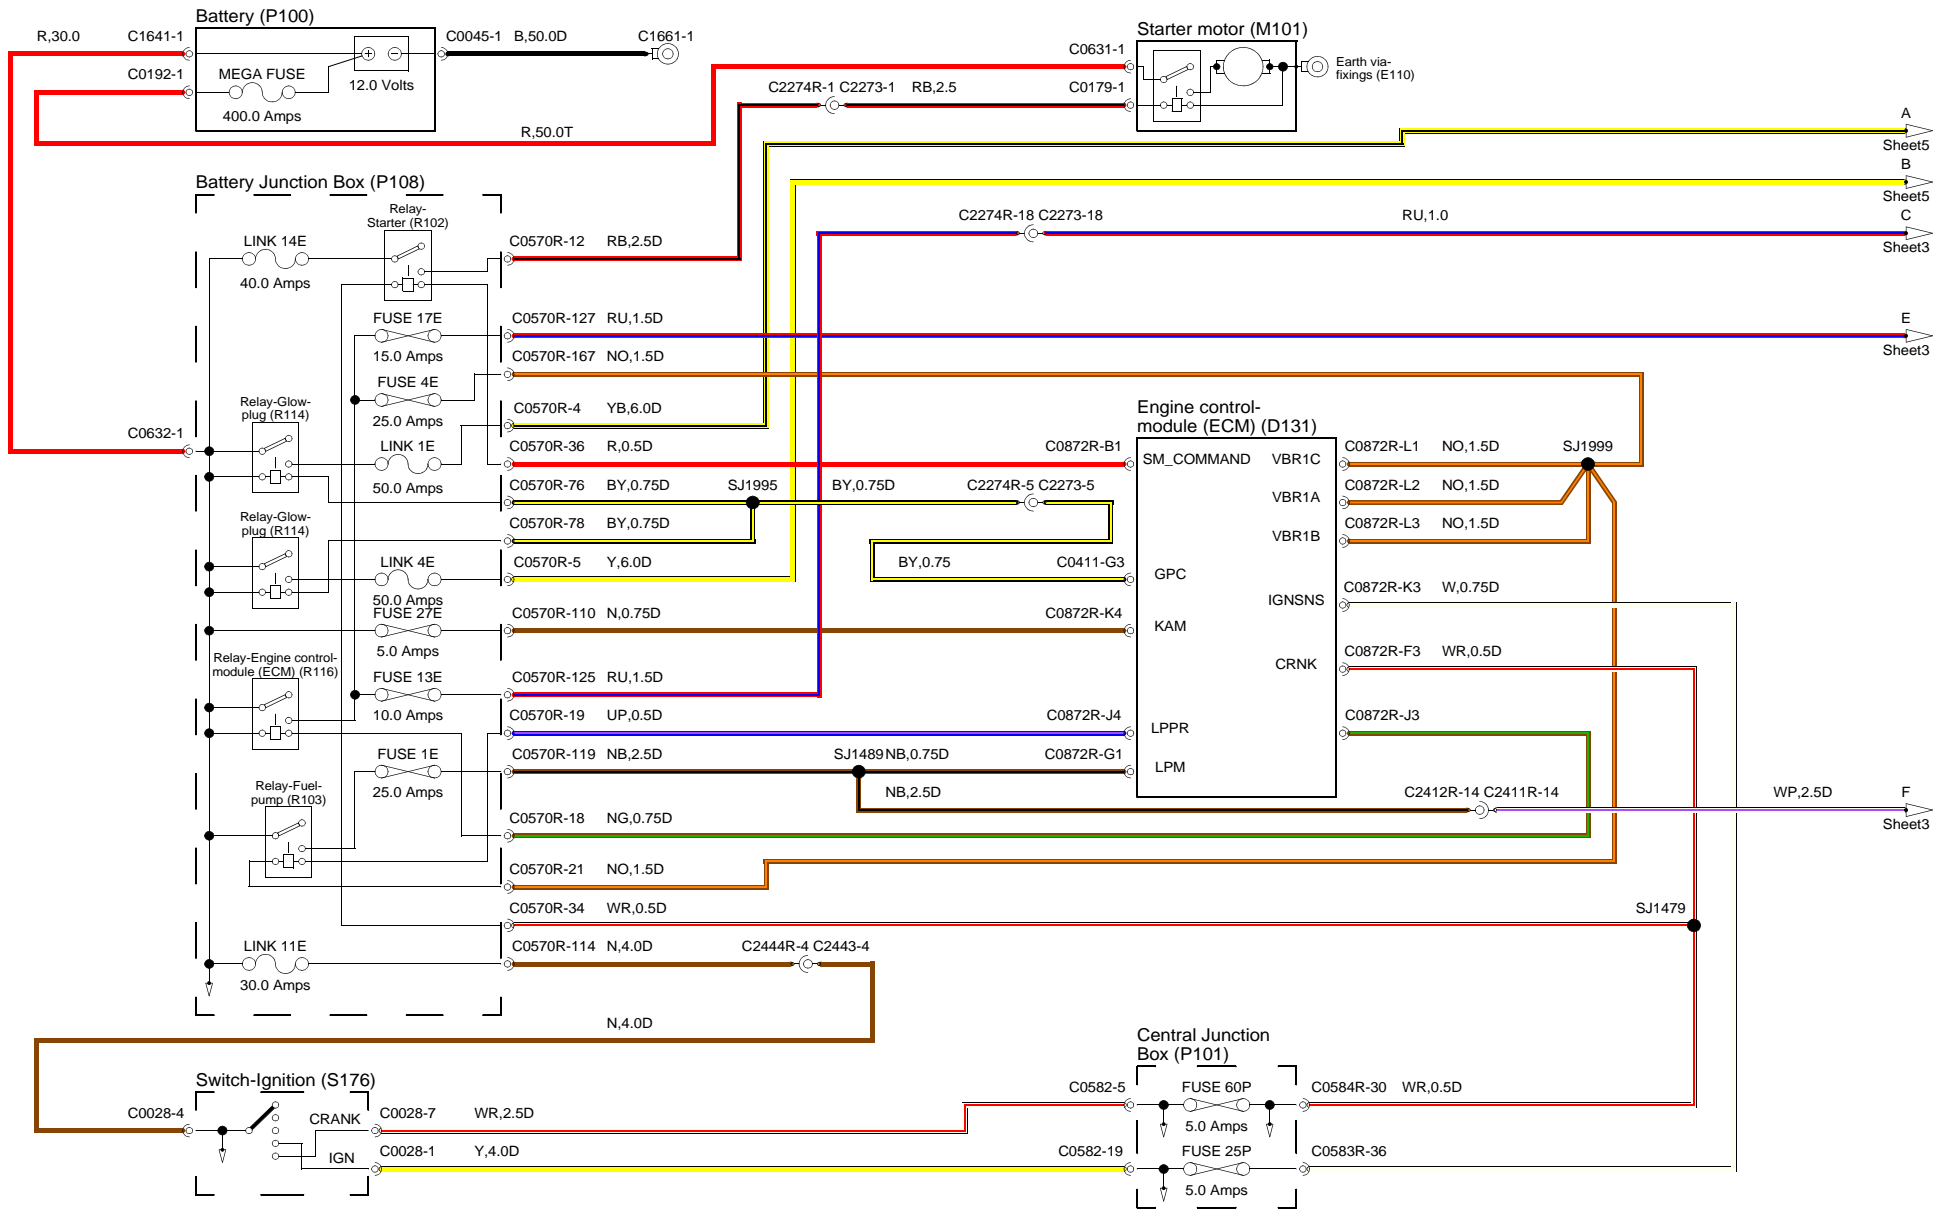 Battery (P100)
R,30.0
C1641-1
C0045-1
B,50.0D
C1661-1
C0192-1
MEGA FUSE
400.0 Amps
12.0 Volts
R,50.0T
Starter motor (M101)
C0631-1
C2274R-1
C2273-1
RB,2.5
C0179-1
Earth via-
fixings (E110)
A
Sheet5
B
Sheet5
C
Sheet3
Battery Junction Box (P108)
Relay-
Starter (R102)
LINK 14E
40.0 Amps
C0570R-12
RB,2.5D
C2274R-18
C2273-18
RU,1.0
FUSE 17E
15.0 Amps
C0570R-127
RU,1.5D
E
Sheet3
C0570R-167
NO,1.5D
FUSE 4E
25.0 Amps
Relay-Glow-
plug (R114)
C0570R-4
YB,6.0D
C0632-1
LINK 1E
50.0 Amps
C0570R-36
R,0.5D
C0570R-76
BY,0.75D
SJ1995
BY,0.75D
C2274R-5
C2273-5
Relay-Glow-
plug (R114)
C0570R-78
BY,0.75D
LINK 4E
50.0 Amps
C0570R-5
Y,6.0D
BY,0.75
C0411-G3
FUSE 27E
5.0 Amps
C0570R-110
N,0.75D
C0872R-K4
Engine control-
module (ECM) (D131)
C0872R-B1
SM_COMMAND
VBR1C
VBR1A
VBR1B
GPC
IGNSNS
KAM
CRNK
LPPR
LPM
C0872R-L1
NO,1.5D
SJ1999
C0872R-L2
NO,1.5D
C0872R-L3
NO,1.5D
C0872R-K3
W,0.75D
C0872R-F3
WR,0.5D
C0872R-J3
Relay-Engine control-
module (ECM) (R116)
FUSE 13E
10.0 Amps
C0570R-125
RU,1.5D
C0570R-19
UP,0.5D
C0872R-J4
FUSE 1E
25.0 Amps
C0570R-119
NB,2.5D
SJ1489
NB,0.75D
C0872R-G1
NB,2.5D
C2412R-14
C2411R-14
WP,2.5D
F
Sheet3
Relay-Fuel-
pump (R103)
C0570R-18
NG,0.75D
C0570R-21
NO,1.5D
C0570R-34
WR,0.5D
SJ1479
LINK 11E
30.0 Amps
C0570R-114
N,4.0D
C2444R-4
C2443-4
N,4.0D
Switch-Ignition (S176)
C0028-4
CRANK
IGN
C0028-7
WR,2.5D
C0028-1
Y,4.0D
Central Junction
Box (P101)
C0582-5
FUSE 60P
5.0 Amps
C0584R-30
WR,0.5D
C0582-19
FUSE 25P
5.0 Amps
C0583R-36